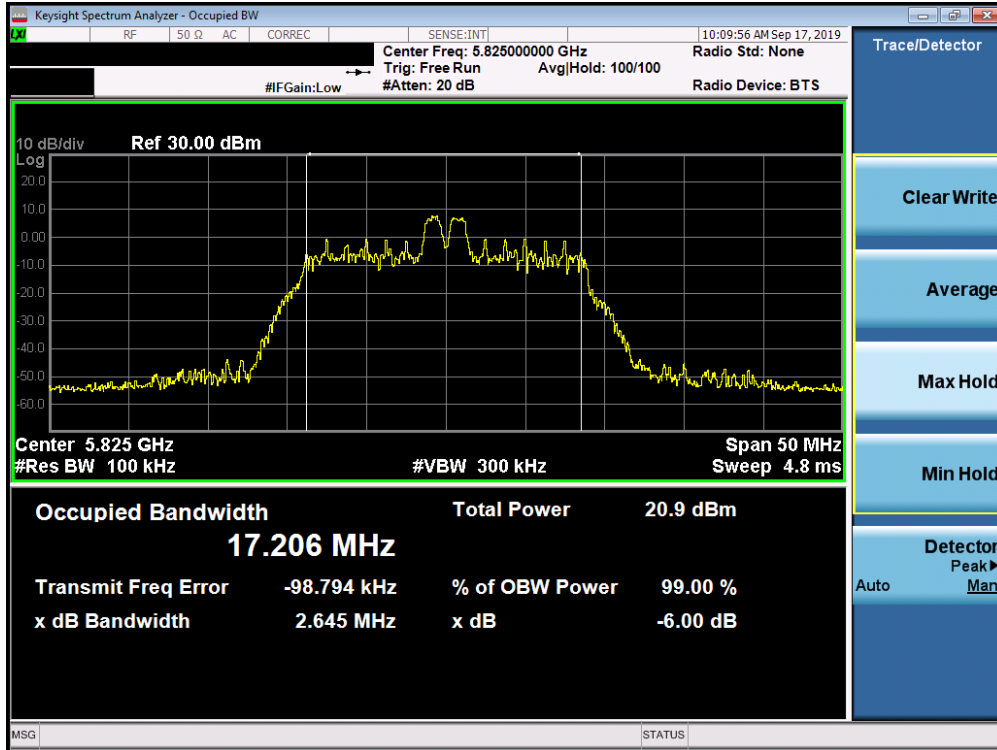 Keysight Spectrum Analyzer - Occupied BW
LXI RF 50 Ω AC CORREC SENSE:INT 10:09:56 AM Sep 17, 2019
Center Freq: 5.825000000 GHz Radio Std: None
Trig: Free Run Avg|Hold: 100/100
#IFGain:Low #Atten: 20 dB Radio Device: BTS
10 dB/div Ref 30.00 dBm
Log
20.0
10.0
0.00
-10.0
-20.0
-30.0
-40.0
-50.0
-60.0
Center 5.825 GHz Span 50 MHz
#Res BW 100 kHz #VBW 300 kHz Sweep 4.8 ms
Occupied Bandwidth Total Power 20.9 dBm
17.206 MHz
Transmit Freq Error -98.794 kHz % of OBW Power 99.00 %
x dB Bandwidth 2.645 MHz x dB -6.00 dB
MSG STATUS
Trace/Detector
Clear Write
Average
Max Hold
Min Hold
Detector
Peak▶
Auto Man